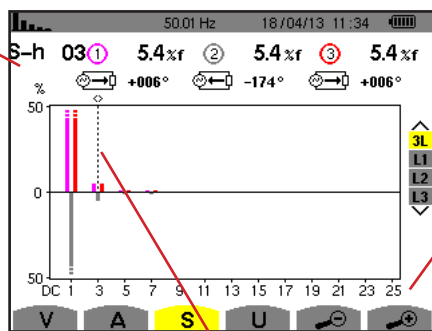 50.01 Hz 18/04/13 11:34
S-h 03 1 5.4%f 2 5.4%f 3 5.4%f
+006° -174° +006°
%
50
3L
L1
L2
0
L3
50
DC 1 3 5 7 9 11 13 15 17 19 21 23 25
V A S U